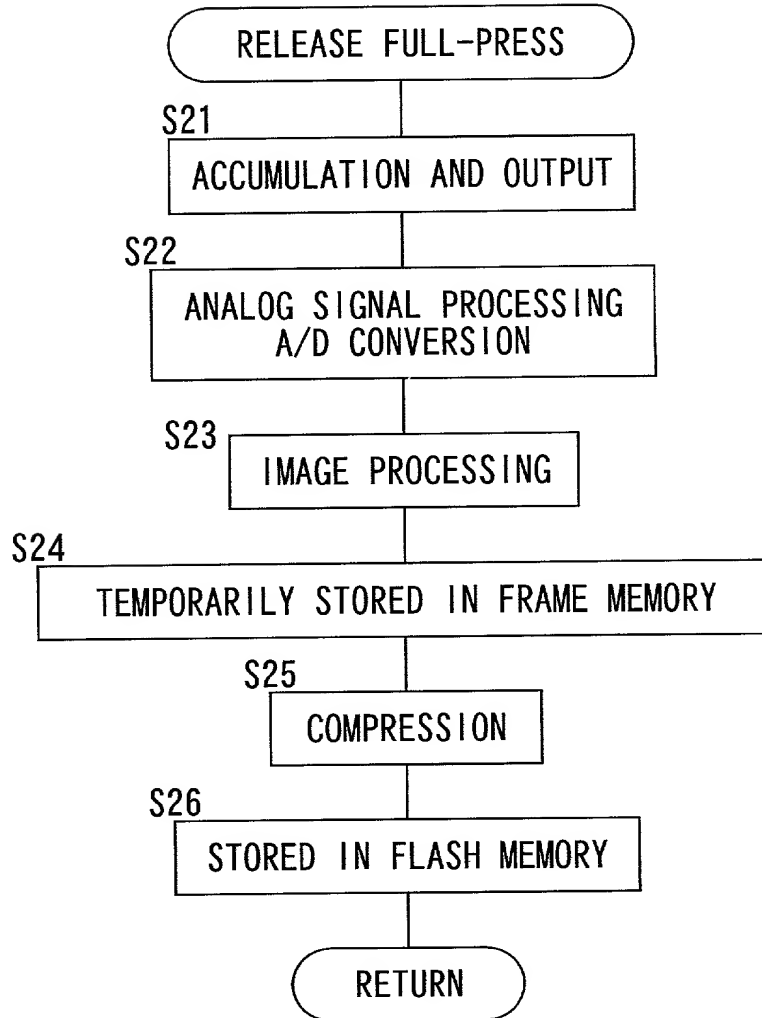 RELEASE FULL-PRESS
S21
ACCUMULATION AND OUTPUT
S22
ANALOG SIGNAL PROCESSING
A/D CONVERSION
S23
IMAGE PROCESSING
S24
TEMPORARILY STORED IN FRAME MEMORY
S25
COMPRESSION
S26
STORED IN FLASH MEMORY
RETURN